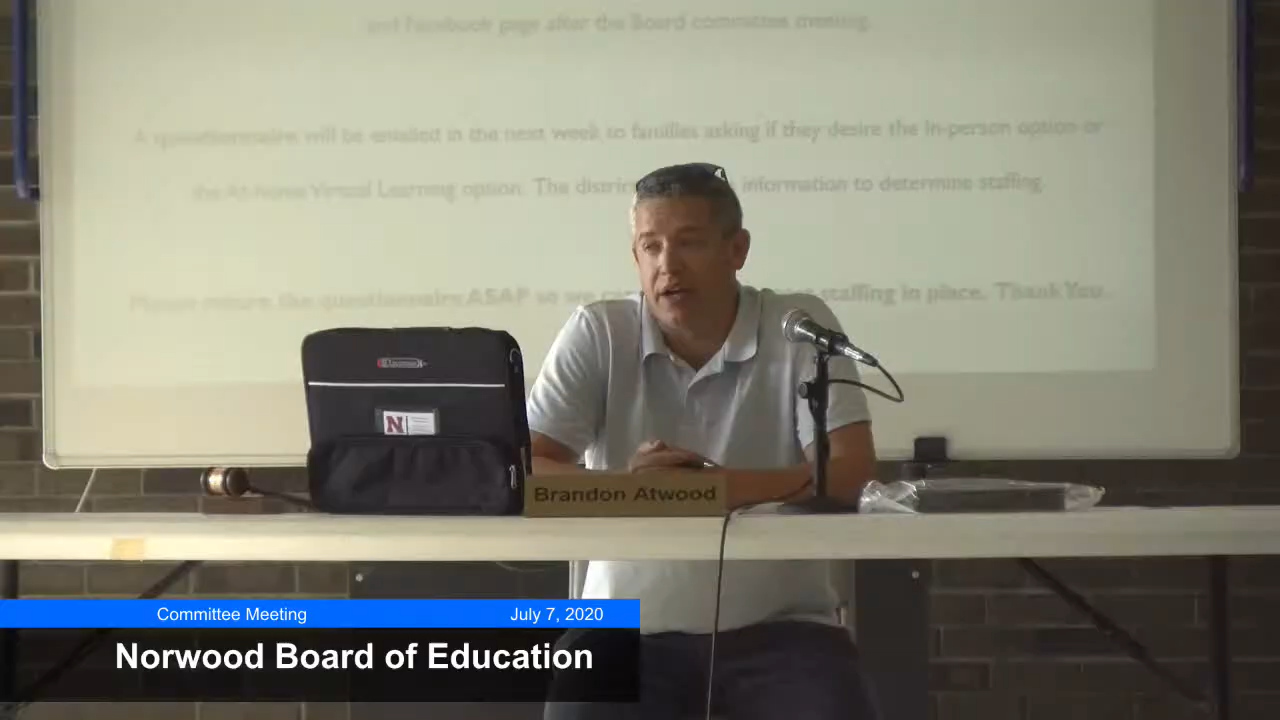 and Facebook page after the Board committee meeting.
A questionnaire will be emailed in the next week to families asking if they desire the in-person option or
the At-home Virtual Learning option. The information to determine staffing
Please return the questionnaire ASAP so we staffing in place. Thank You
N
Brandon Atwood
Committee Meeting July 7, 2020
Norwood Board of Education